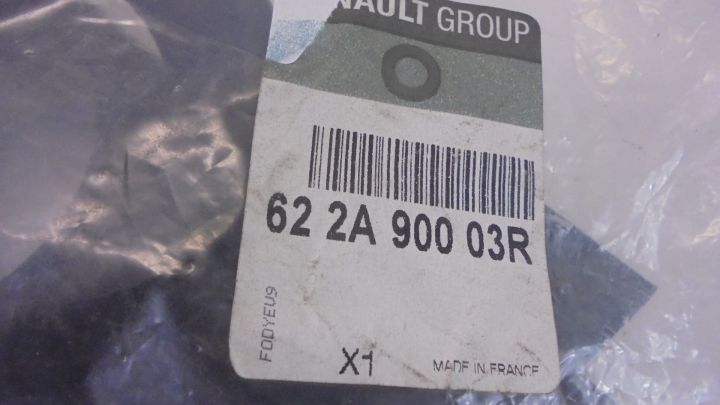 NAULT GROUP
62 2A 900 03R
FODYEU9
X1
MADE IN FRANCE